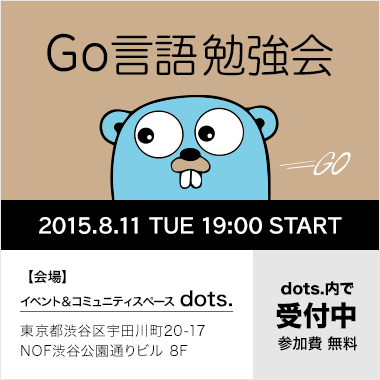 Go言語勉強会
GO
2015.8.11 TUE 19:00 START
【会場】
イベント&コミュニティスペース dots.
東京都渋谷区宇田川町20-17
NOF渋谷公園通りビル 8F
dots.内で
受付中
参加費 無料